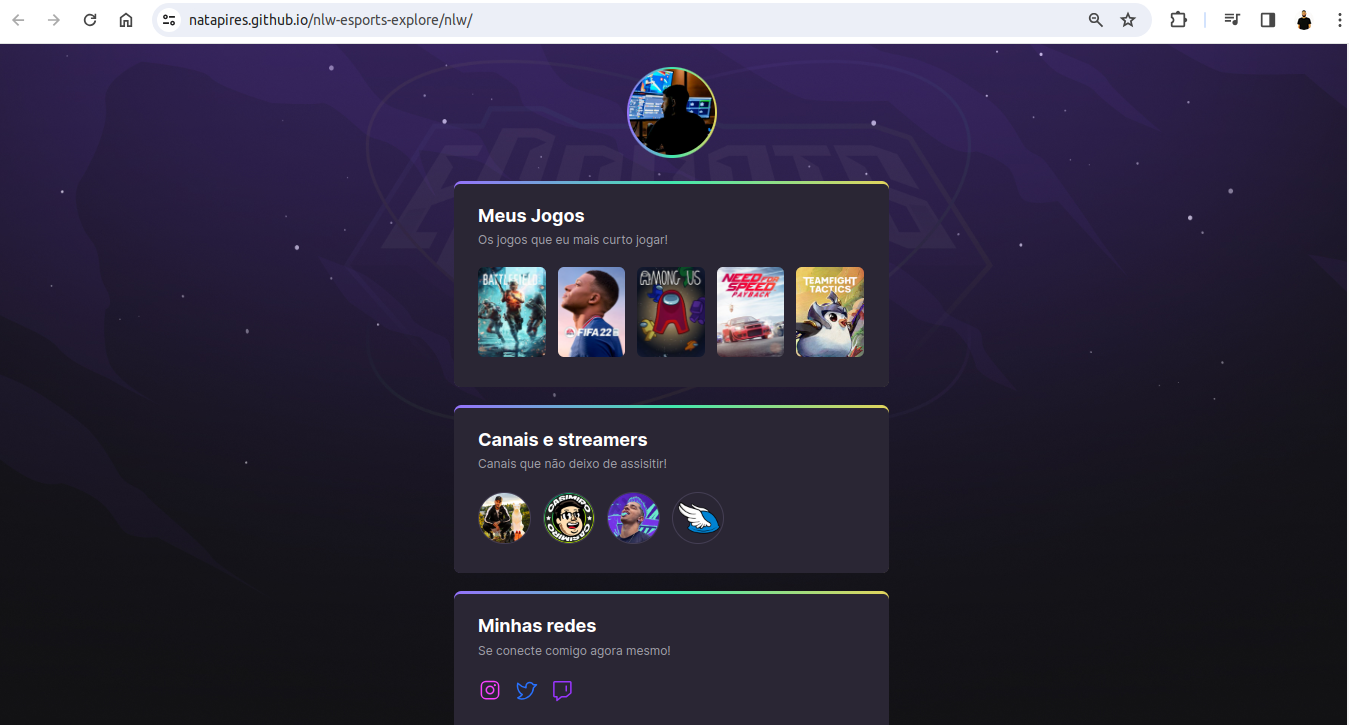 natapires.github.io/nlw-esports-explore/nlw/
Meus Jogos
Os jogos que eu mais curto jogar!
BATTLEFIELD
FIFA 22
AMONG US
NEED FOR SPEED
PAYBACK
TEAMFIGHT
TACTICS
Canais e streamers
Canais que não deixo de assisitir!
CASIMIRO
CASIMIRO
Minhas redes
Se conecte comigo agora mesmo!